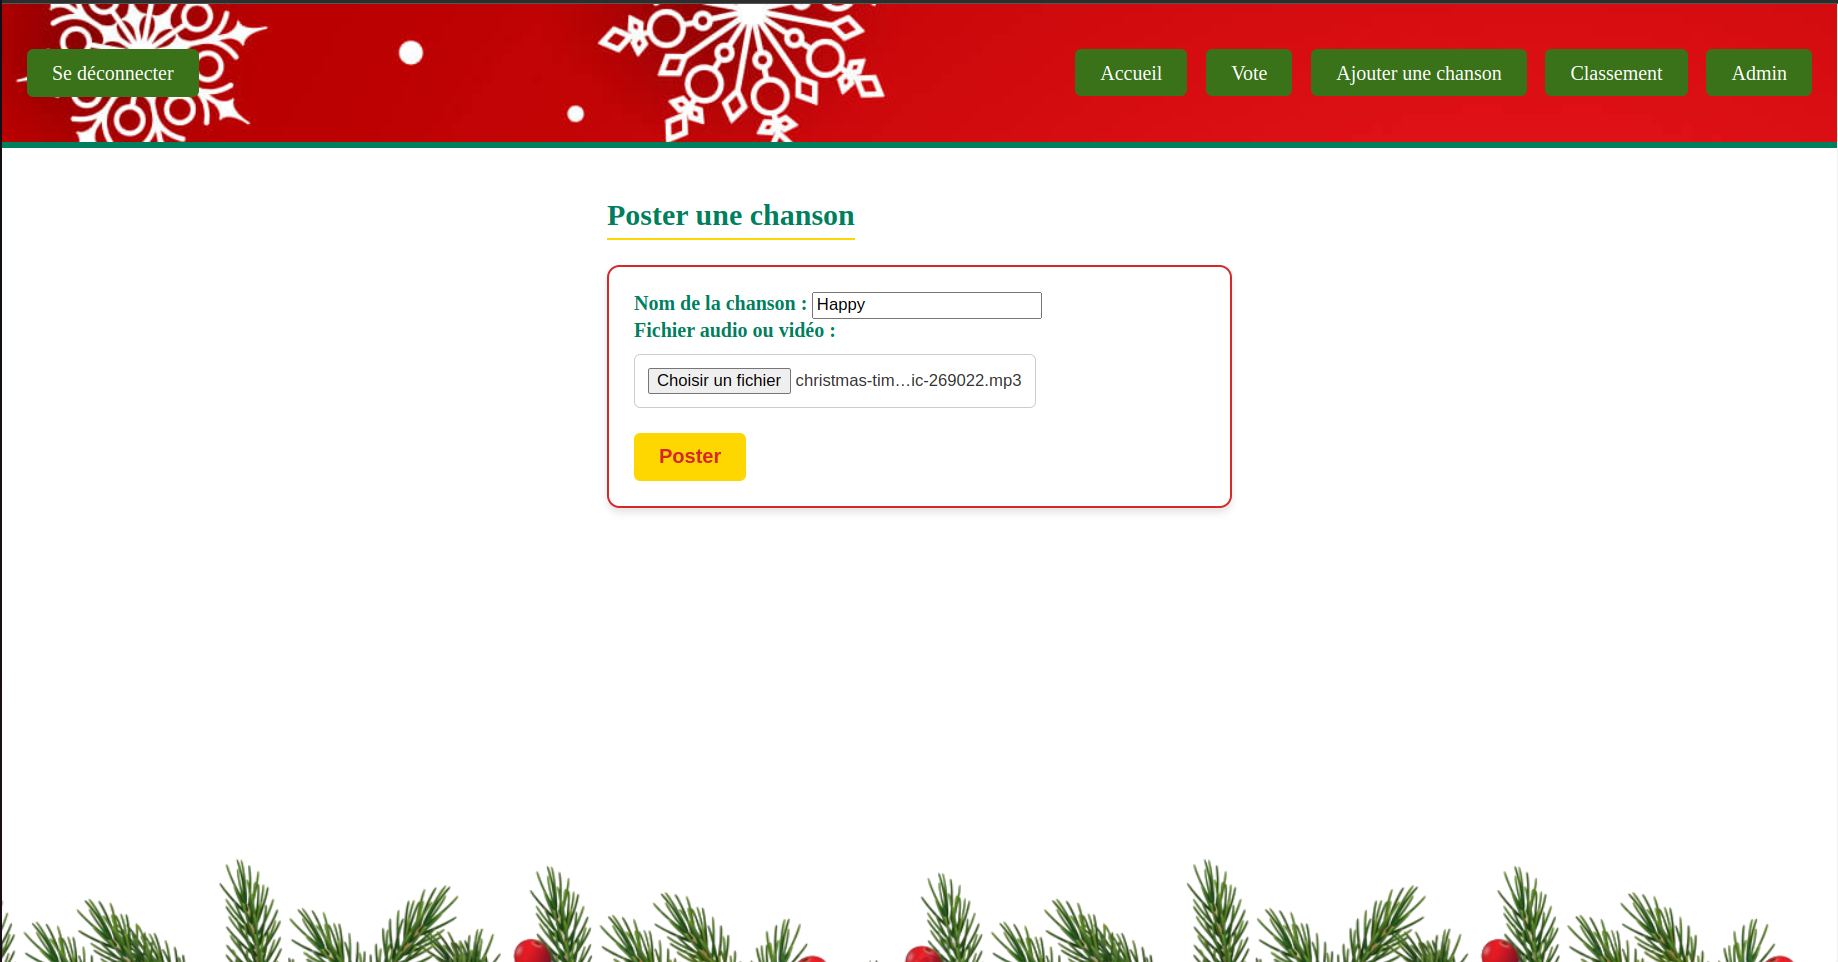 Se déconnecter
Accueil
Vote
Ajouter une chanson
Classement
Admin
Poster une chanson
Nom de la chanson : Happy
Fichier audio ou vidéo :
Choisir un fichier christmas-tim…ic-269022.mp3
Poster